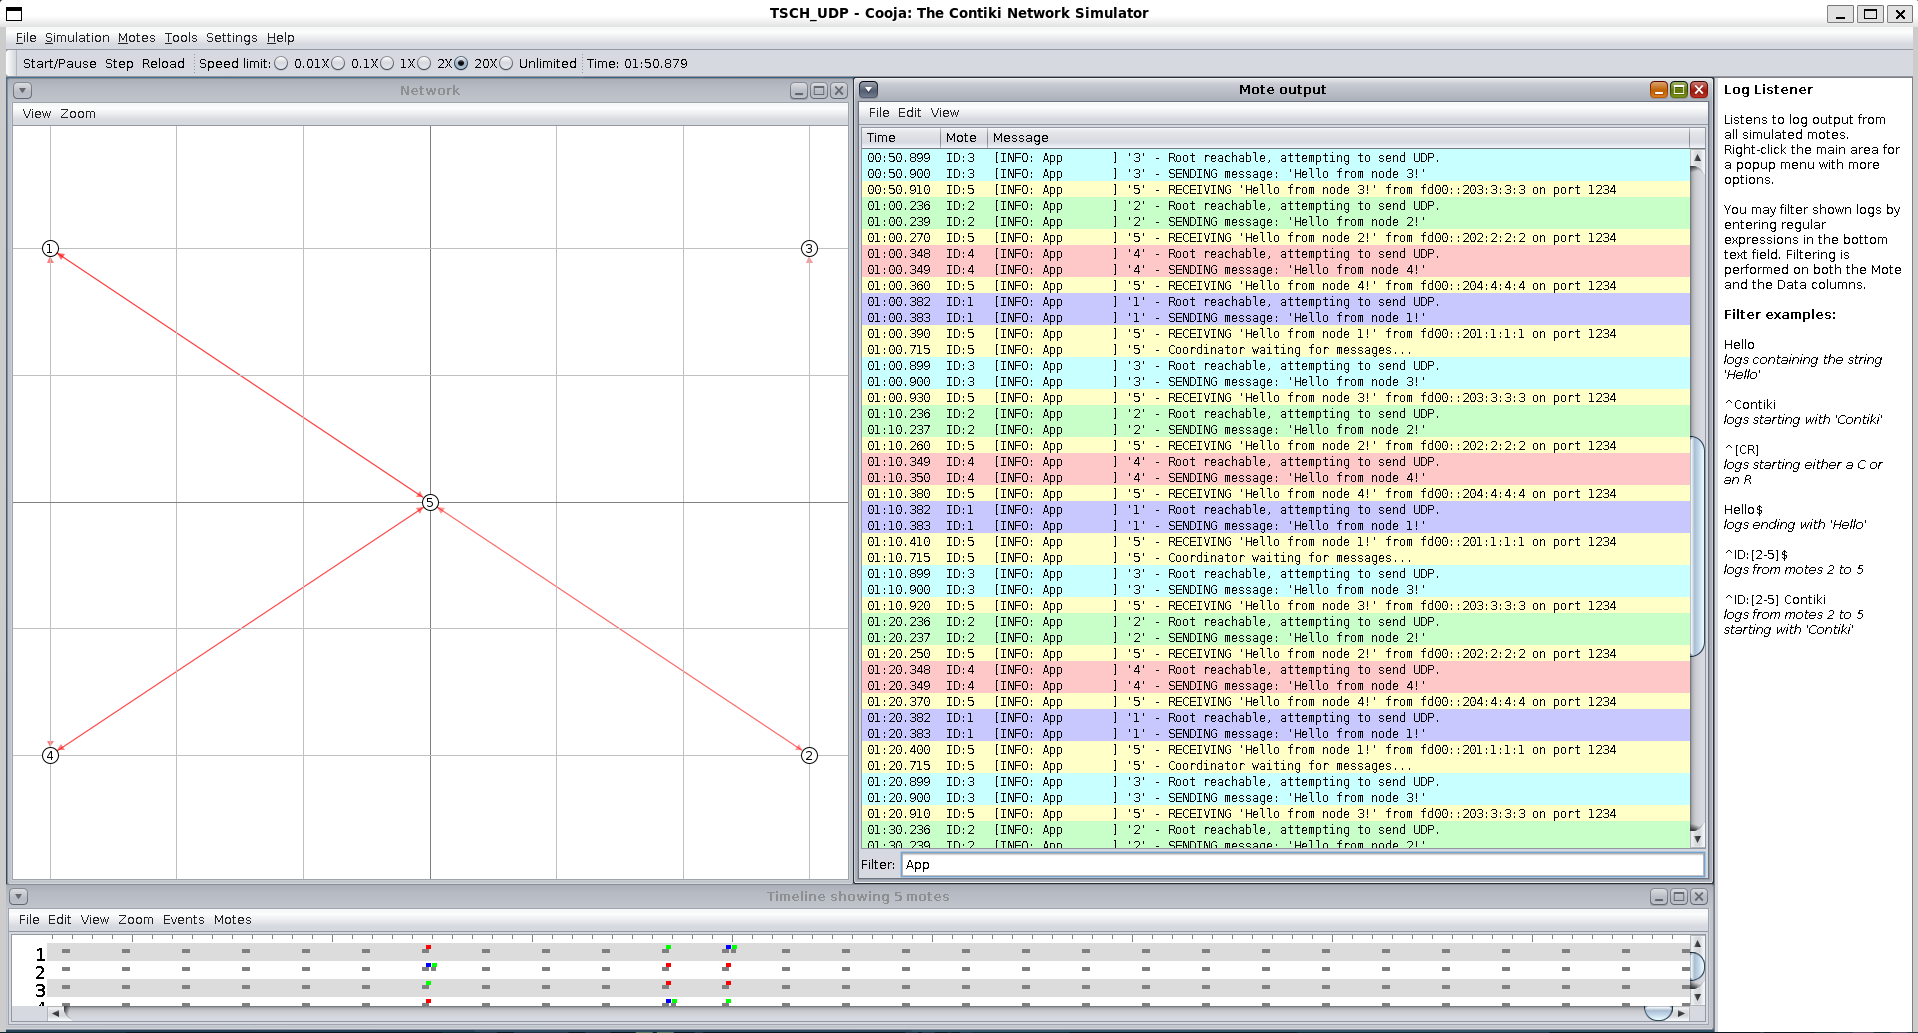 TSCH_UDP - Cooja: The Contiki Network Simulator
File Simulation Motes Tools Settings Help
Start/Pause Step Reload Speed limit: 0.01X 0.1X 1X 2X 20X Unlimited Time: 01:50.879
Network
View Zoom
1
3
5
4
2
Mote output
File Edit View
Time Mote Message
00:50.899 ID:3 [INFO: App ] '3' - Root reachable, attempting to send UDP.
00:50.900 ID:3 [INFO: App ] '3' - SENDING message: 'Hello from node 3!'
00:50.910 ID:5 [INFO: App ] '5' - RECEIVING 'Hello from node 3!' from fd00::203:3:3:3 on port 1234
01:00.236 ID:2 [INFO: App ] '2' - Root reachable, attempting to send UDP.
01:00.239 ID:2 [INFO: App ] '2' - SENDING message: 'Hello from node 2!'
01:00.270 ID:5 [INFO: App ] '5' - RECEIVING 'Hello from node 2!' from fd00::202:2:2:2 on port 1234
01:00.348 ID:4 [INFO: App ] '4' - Root reachable, attempting to send UDP.
01:00.349 ID:4 [INFO: App ] '4' - SENDING message: 'Hello from node 4!'
01:00.360 ID:5 [INFO: App ] '5' - RECEIVING 'Hello from node 4!' from fd00::204:4:4:4 on port 1234
01:00.382 ID:1 [INFO: App ] '1' - Root reachable, attempting to send UDP.
01:00.383 ID:1 [INFO: App ] '1' - SENDING message: 'Hello from node 1!'
01:00.390 ID:5 [INFO: App ] '5' - RECEIVING 'Hello from node 1!' from fd00::201:1:1:1 on port 1234
01:00.715 ID:5 [INFO: App ] '5' - Coordinator waiting for messages...
01:00.899 ID:3 [INFO: App ] '3' - Root reachable, attempting to send UDP.
01:00.900 ID:3 [INFO: App ] '3' - SENDING message: 'Hello from node 3!'
01:00.930 ID:5 [INFO: App ] '5' - RECEIVING 'Hello from node 3!' from fd00::203:3:3:3 on port 1234
01:10.236 ID:2 [INFO: App ] '2' - Root reachable, attempting to send UDP.
01:10.237 ID:2 [INFO: App ] '2' - SENDING message: 'Hello from node 2!'
01:10.260 ID:5 [INFO: App ] '5' - RECEIVING 'Hello from node 2!' from fd00::202:2:2:2 on port 1234
01:10.349 ID:4 [INFO: App ] '4' - Root reachable, attempting to send UDP.
01:10.350 ID:4 [INFO: App ] '4' - SENDING message: 'Hello from node 4!'
01:10.380 ID:5 [INFO: App ] '5' - RECEIVING 'Hello from node 4!' from fd00::204:4:4:4 on port 1234
01:10.382 ID:1 [INFO: App ] '1' - Root reachable, attempting to send UDP.
01:10.383 ID:1 [INFO: App ] '1' - SENDING message: 'Hello from node 1!'
01:10.410 ID:5 [INFO: App ] '5' - RECEIVING 'Hello from node 1!' from fd00::201:1:1:1 on port 1234
01:10.715 ID:5 [INFO: App ] '5' - Coordinator waiting for messages...
01:10.899 ID:3 [INFO: App ] '3' - Root reachable, attempting to send UDP.
01:10.900 ID:3 [INFO: App ] '3' - SENDING message: 'Hello from node 3!'
01:10.920 ID:5 [INFO: App ] '5' - RECEIVING 'Hello from node 3!' from fd00::203:3:3:3 on port 1234
01:20.236 ID:2 [INFO: App ] '2' - Root reachable, attempting to send UDP.
01:20.237 ID:2 [INFO: App ] '2' - SENDING message: 'Hello from node 2!'
01:20.250 ID:5 [INFO: App ] '5' - RECEIVING 'Hello from node 2!' from fd00::202:2:2:2 on port 1234
01:20.348 ID:4 [INFO: App ] '4' - Root reachable, attempting to send UDP.
01:20.349 ID:4 [INFO: App ] '4' - SENDING message: 'Hello from node 4!'
01:20.370 ID:5 [INFO: App ] '5' - RECEIVING 'Hello from node 4!' from fd00::204:4:4:4 on port 1234
01:20.382 ID:1 [INFO: App ] '1' - Root reachable, attempting to send UDP.
01:20.383 ID:1 [INFO: App ] '1' - SENDING message: 'Hello from node 1!'
01:20.400 ID:5 [INFO: App ] '5' - RECEIVING 'Hello from node 1!' from fd00::201:1:1:1 on port 1234
01:20.715 ID:5 [INFO: App ] '5' - Coordinator waiting for messages...
01:20.899 ID:3 [INFO: App ] '3' - Root reachable, attempting to send UDP.
01:20.900 ID:3 [INFO: App ] '3' - SENDING message: 'Hello from node 3!'
01:20.910 ID:5 [INFO: App ] '5' - RECEIVING 'Hello from node 3!' from fd00::203:3:3:3 on port 1234
01:30.236 ID:2 [INFO: App ] '2' - Root reachable, attempting to send UDP.
01:30.239 ID:2 [INFO: App ] '2' - SENDING message: 'Hello from node 2!'
Filter: App
Log Listener
Listens to log output from
all simulated motes.
Right-click the main area for
a popup menu with more
options.
You may filter shown logs by
entering regular
expressions in the bottom
text field. Filtering is
performed on both the Mote
and the Data columns.
Filter examples:
Hello
logs containing the string
'Hello'
^Contiki
logs starting with 'Contiki'
^[CR]
logs starting either a C or
an R
Hello$
logs ending with 'Hello'
^ID:[2-5]$
logs from motes 2 to 5
^ID:[2-5] Contiki
logs from motes 2 to 5
starting with 'Contiki'
Timeline showing 5 motes
File Edit View Zoom Events Motes
1
2
3
4